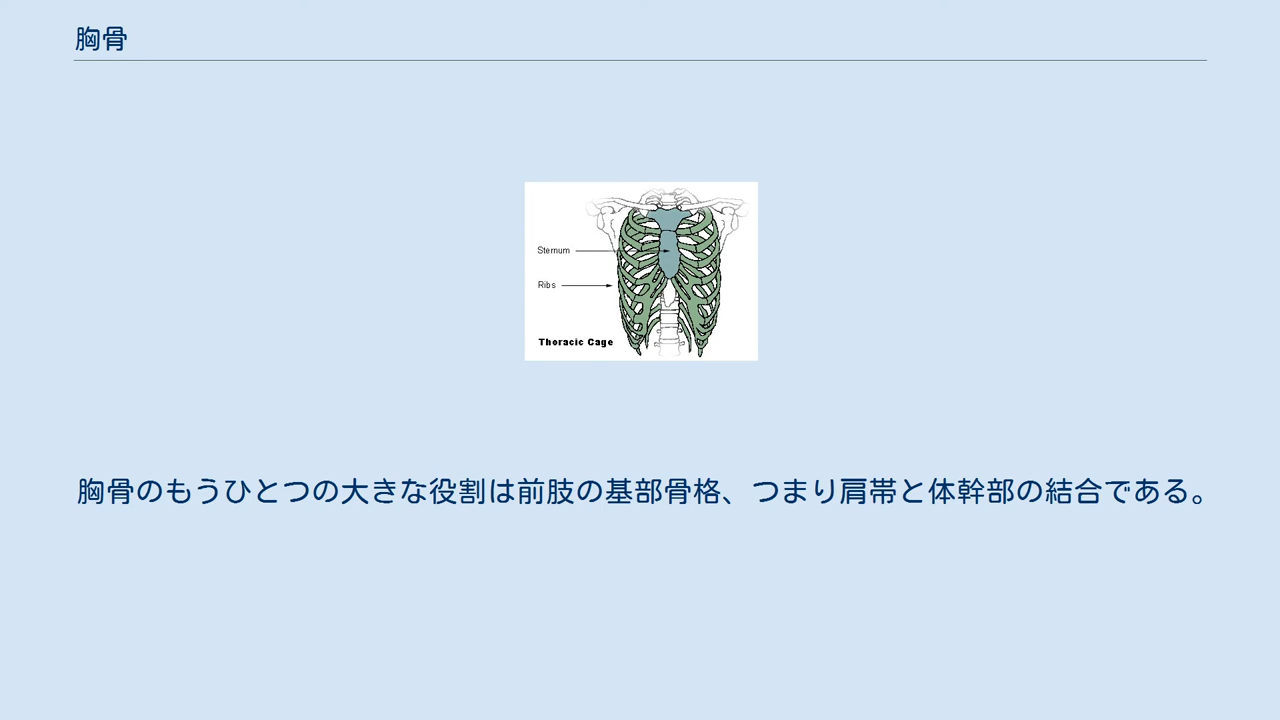 胸骨
Sternum
Ribs
Thoracic Cage
胸骨のもうひとつの大きな役割は前肢の基部骨格、つまり肩帯と体幹部の結合である。